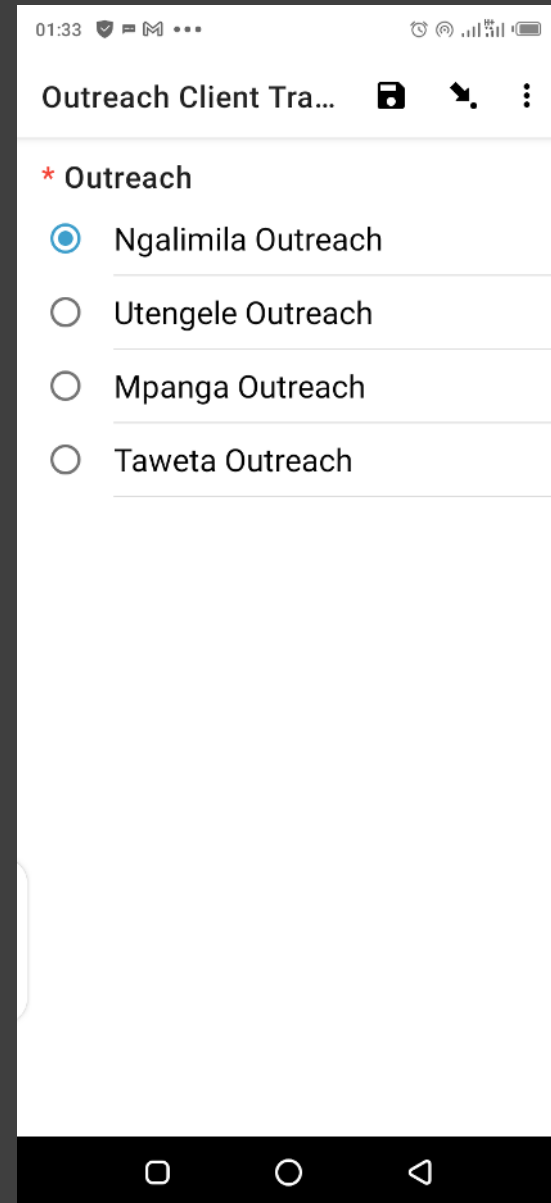 01:33
Outreach Client Tra...
* Outreach
Ngalimila Outreach
Utengele Outreach
Mpanga Outreach
Taweta Outreach